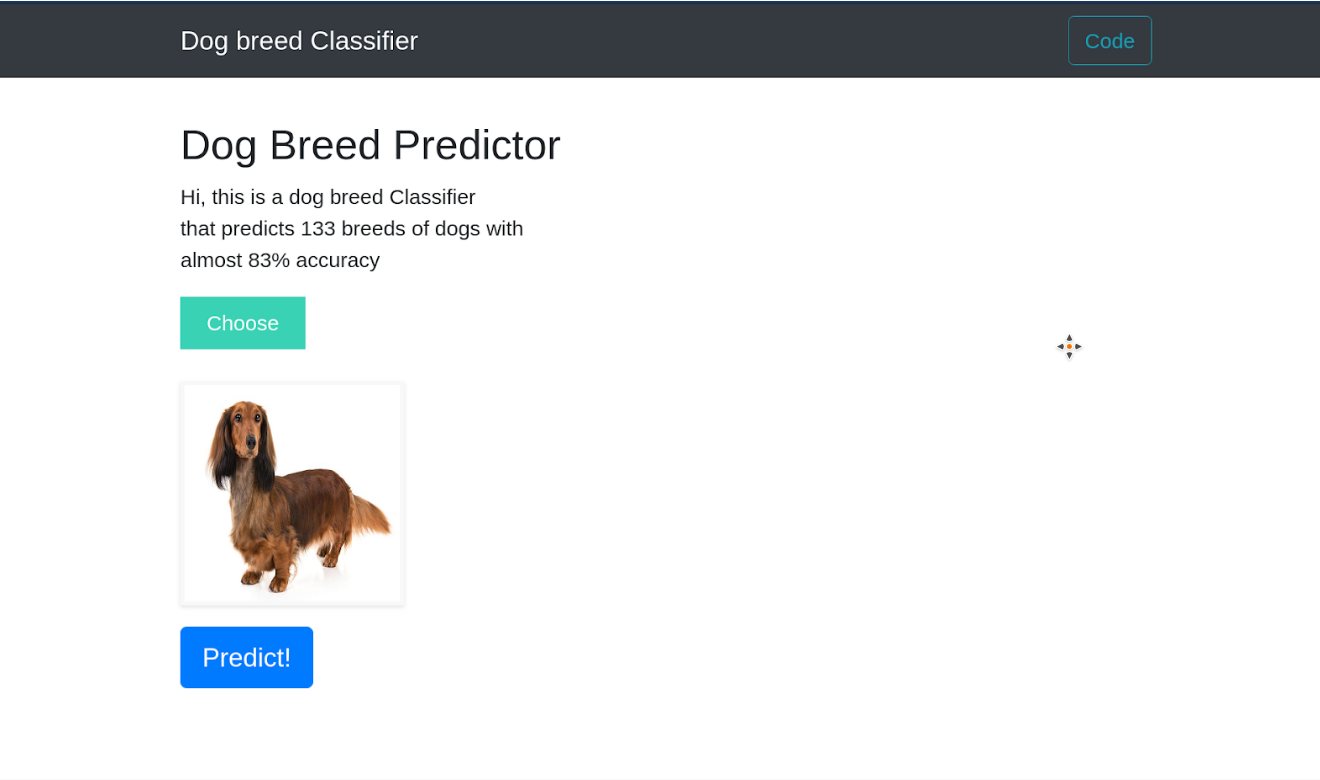 Dog breed Classifier
Code
Dog Breed Predictor
Hi, this is a dog breed Classifier
that predicts 133 breeds of dogs with
almost 83% accuracy
Choose
Predict!